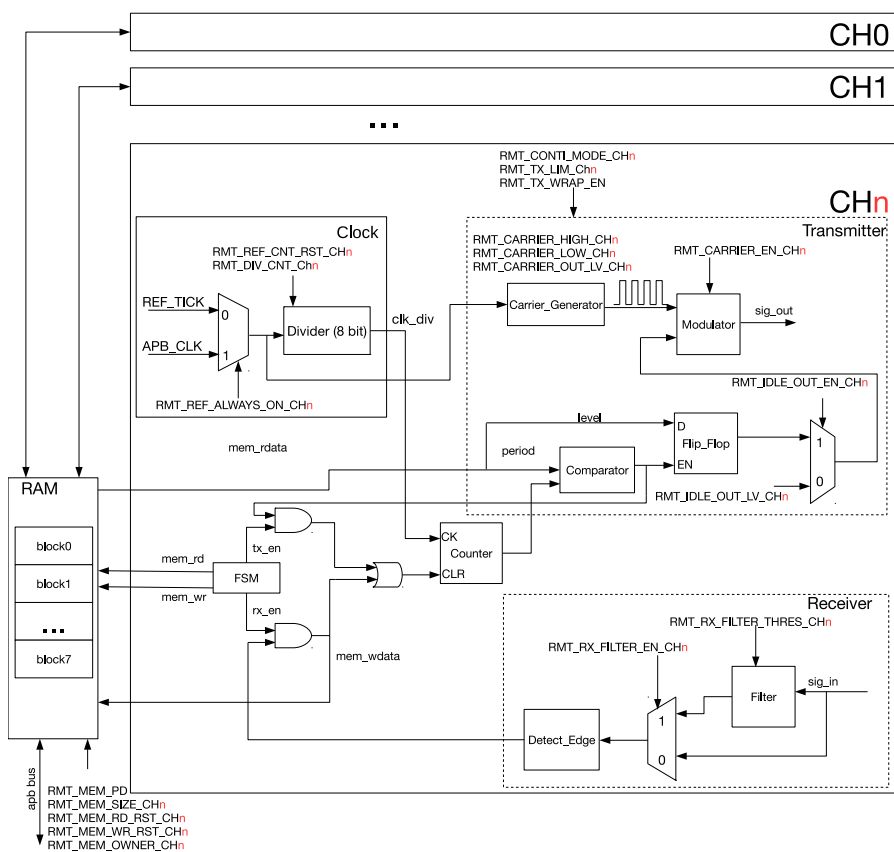 CH0
CH1
...
RMT_CONTI_MODE_CHn
RMT_TX_LIM_Chn
RMT_TX_WRAP_EN
CHn
Clock
Transmitter
RMT_REF_CNT_RST_CHn
RMT_DIV_CNT_Chn
RMT_CARRIER_HIGH_CHn
RMT_CARRIER_LOW_CHn
RMT_CARRIER_OUT_LV_CHn
RMT_CARRIER_EN_CHn
REF_TICK
0
Divider (8 bit)
clk_div
Carrier_Generator
Modulator
sig_out
APB_CLK
1
RMT_REF_ALWAYS_ON_CHn
RMT_IDLE_OUT_EN_CHn
mem_rdata
level
period
D
Flip_Flop
EN
1
0
Comparator
RMT_IDLE_OUT_LV_CHn
RAM
block0
block1
...
block7
mem_rd
mem_wr
FSM
tx_en
rx_en
CK
Counter
CLR
mem_wdata
Receiver
RMT_RX_FILTER_THRES_CHn
RMT_RX_FILTER_EN_CHn
sig_in
Filter
1
0
Detect_Edge
apb bus
RMT_MEM_PD
RMT_MEM_SIZE_CHn
RMT_MEM_RD_RST_CHn
RMT_MEM_WR_RST_CHn
RMT_MEM_OWNER_CHn